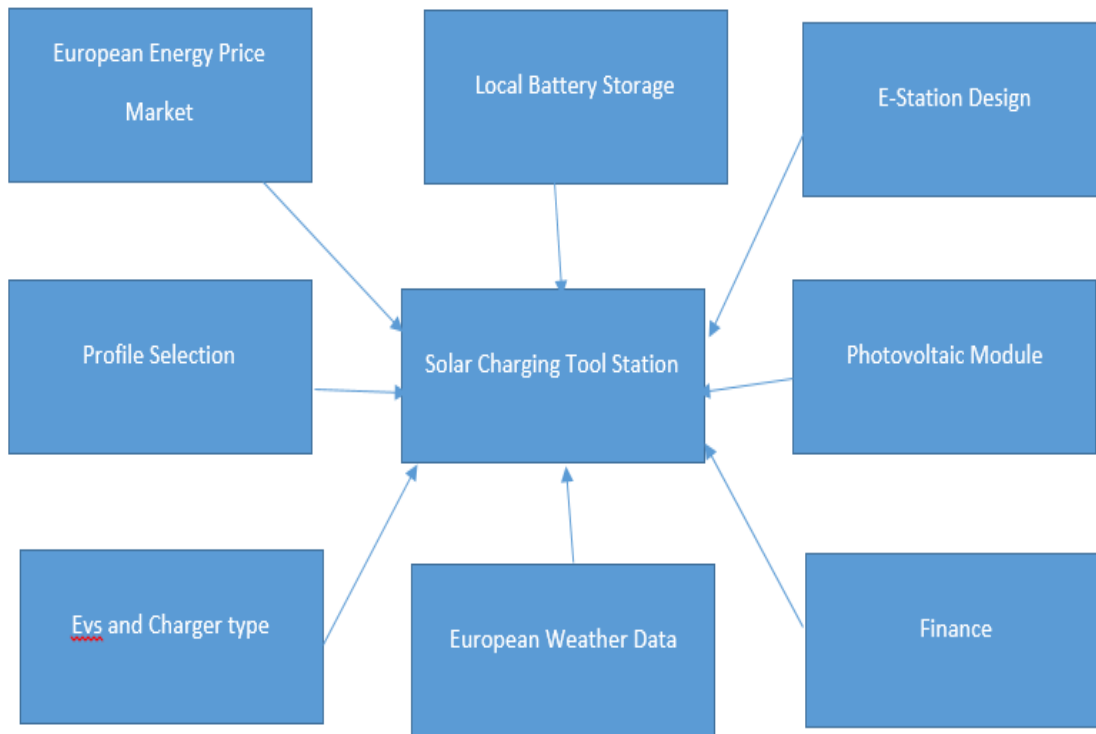 European Energy Price
Market
Local Battery Storage
E-Station Design
Profile Selection
Solar Charging Tool Station
Photovoltaic Module
Evs and Charger type
European Weather Data
Finance